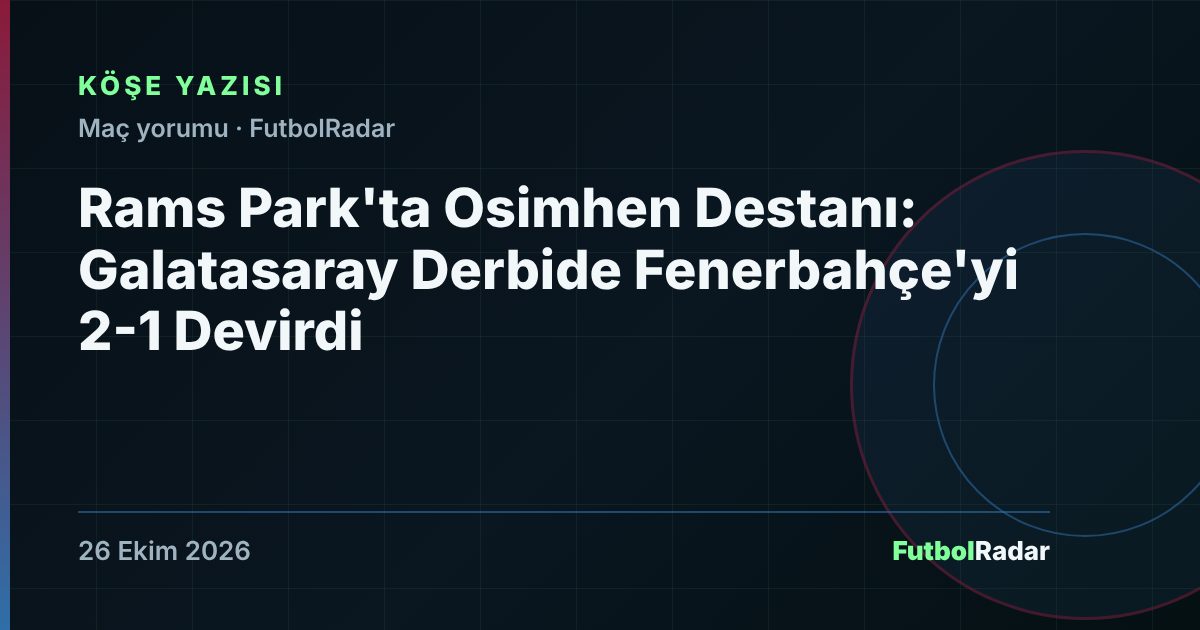 KÖŞE YAZISI
Maç yorumu · FutbolRadar
Rams Park'ta Osimhen Destanı:
Galatasaray Derbide Fenerbahçe'yi
2-1 Devirdi
26 Ekim 2026
FutbolRadar